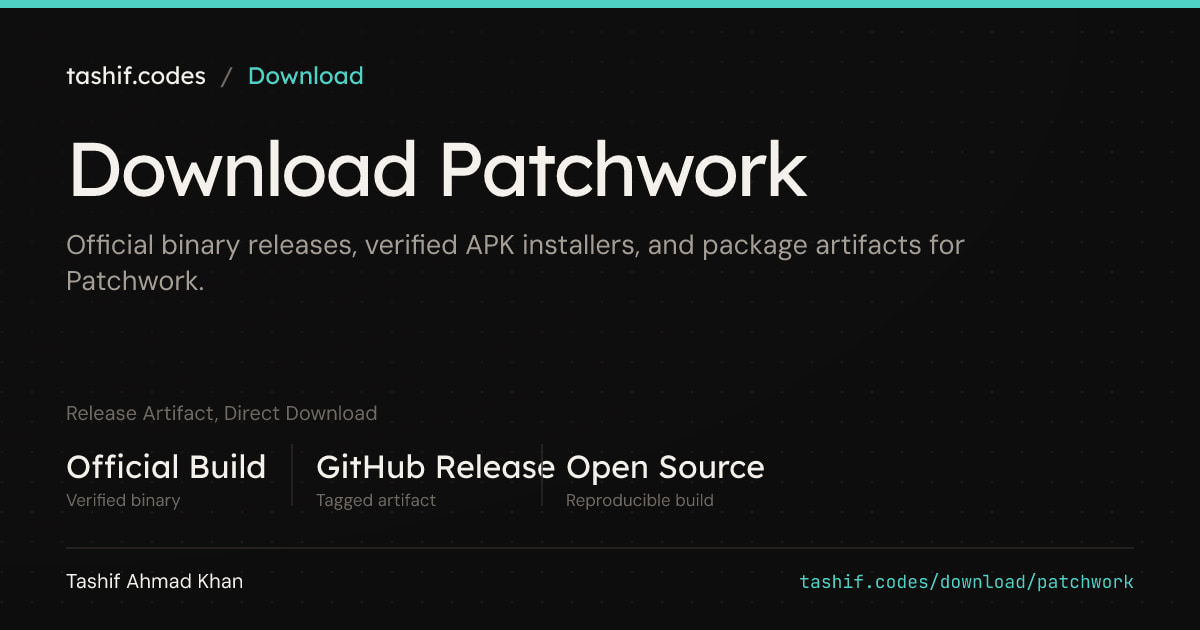 tashif.codes / Download
Download Patchwork
Official binary releases, verified APK installers, and package artifacts for
Patchwork.
Release Artifact, Direct Download
Official Build GitHub Release Open Source
Verified binary Tagged artifact Reproducible build
Tashif Ahmad Khan tashif.codes/download/patchwork